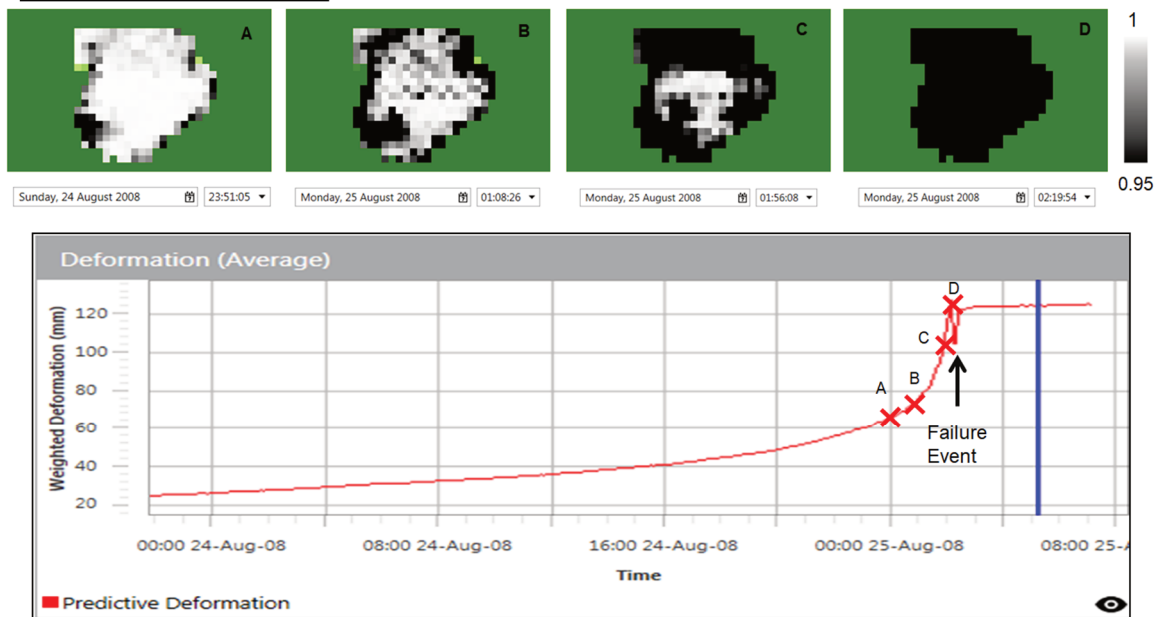 A
B
C
D
1
0.95
Sunday, 24 August 2008 23:51:05
Monday, 25 August 2008 01:08:26
Monday, 25 August 2008 01:56:08
Monday, 25 August 2008 02:19:54
Deformation (Average)
Weighted Deformation (mm)
120
100
80
60
40
20
A
B
C
D
Failure
Event
00:00 24-Aug-08
08:00 24-Aug-08
16:00 24-Aug-08
00:00 25-Aug-08
08:00 25-A
Time
Predictive Deformation